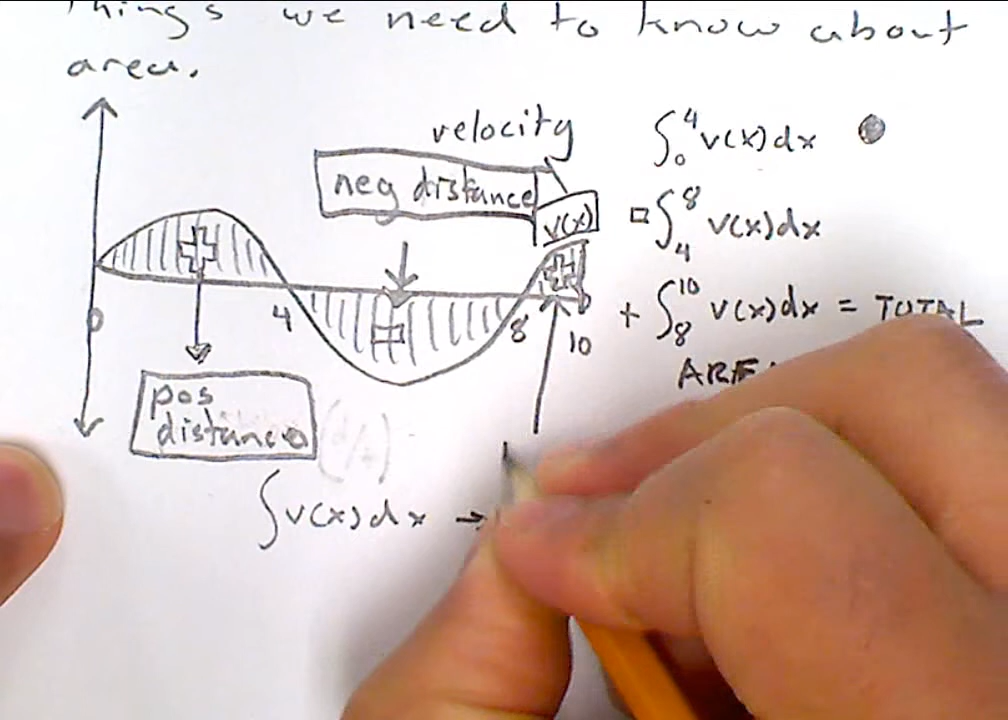 Things we need to know about
area.
velocity
neg distance
v(x)
0
4
8
10
pos
distance
∫v(x)dx →
∫₀⁴ v(x)dx
- ∫₄⁸ v(x)dx
+ ∫₈¹⁰ v(x)dx = TOTAL